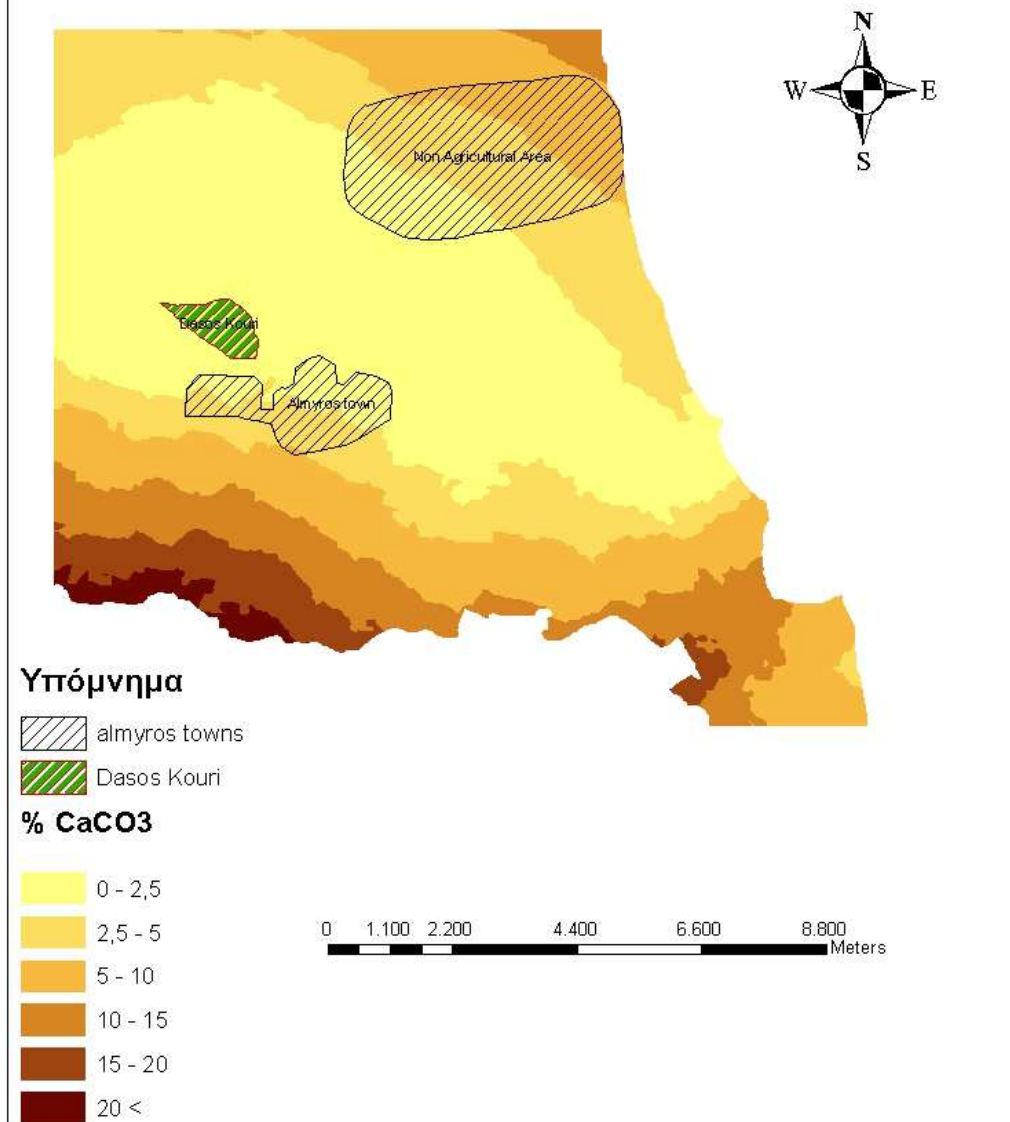 N
W E
S
Non Agricultural Area
Dasos Kouri
Almyros town
Υπόμνημα
almyros towns
Dasos Kouri
% CaCO3
0 - 2,5
2,5 - 5
5 - 10
10 - 15
15 - 20
20 <
0 1.100 2.200 4.400 6.600 8.800
Meters